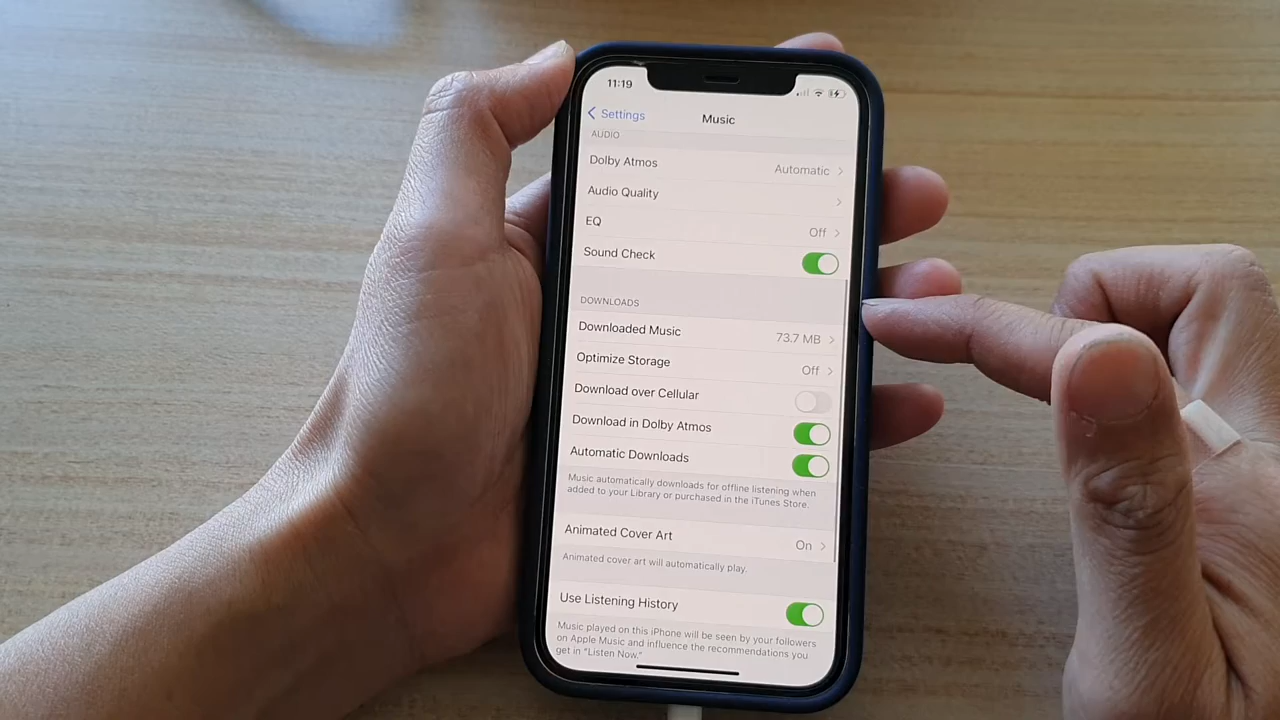 11:19
Settings
Music
AUDIO
Dolby Atmos
Automatic
Audio Quality
EQ
Off
Sound Check
DOWNLOADS
Downloaded Music
73.7 MB
Optimize Storage
Off
Download over Cellular
Download in Dolby Atmos
Automatic Downloads
Music automatically downloads for offline listening when
added to your Library or purchased in the iTunes Store.
Animated Cover Art
On
Animated cover art will automatically play.
Use Listening History
Music played on this iPhone will be seen by your followers
on Apple Music and influence the recommendations you
get in “Listen Now.”